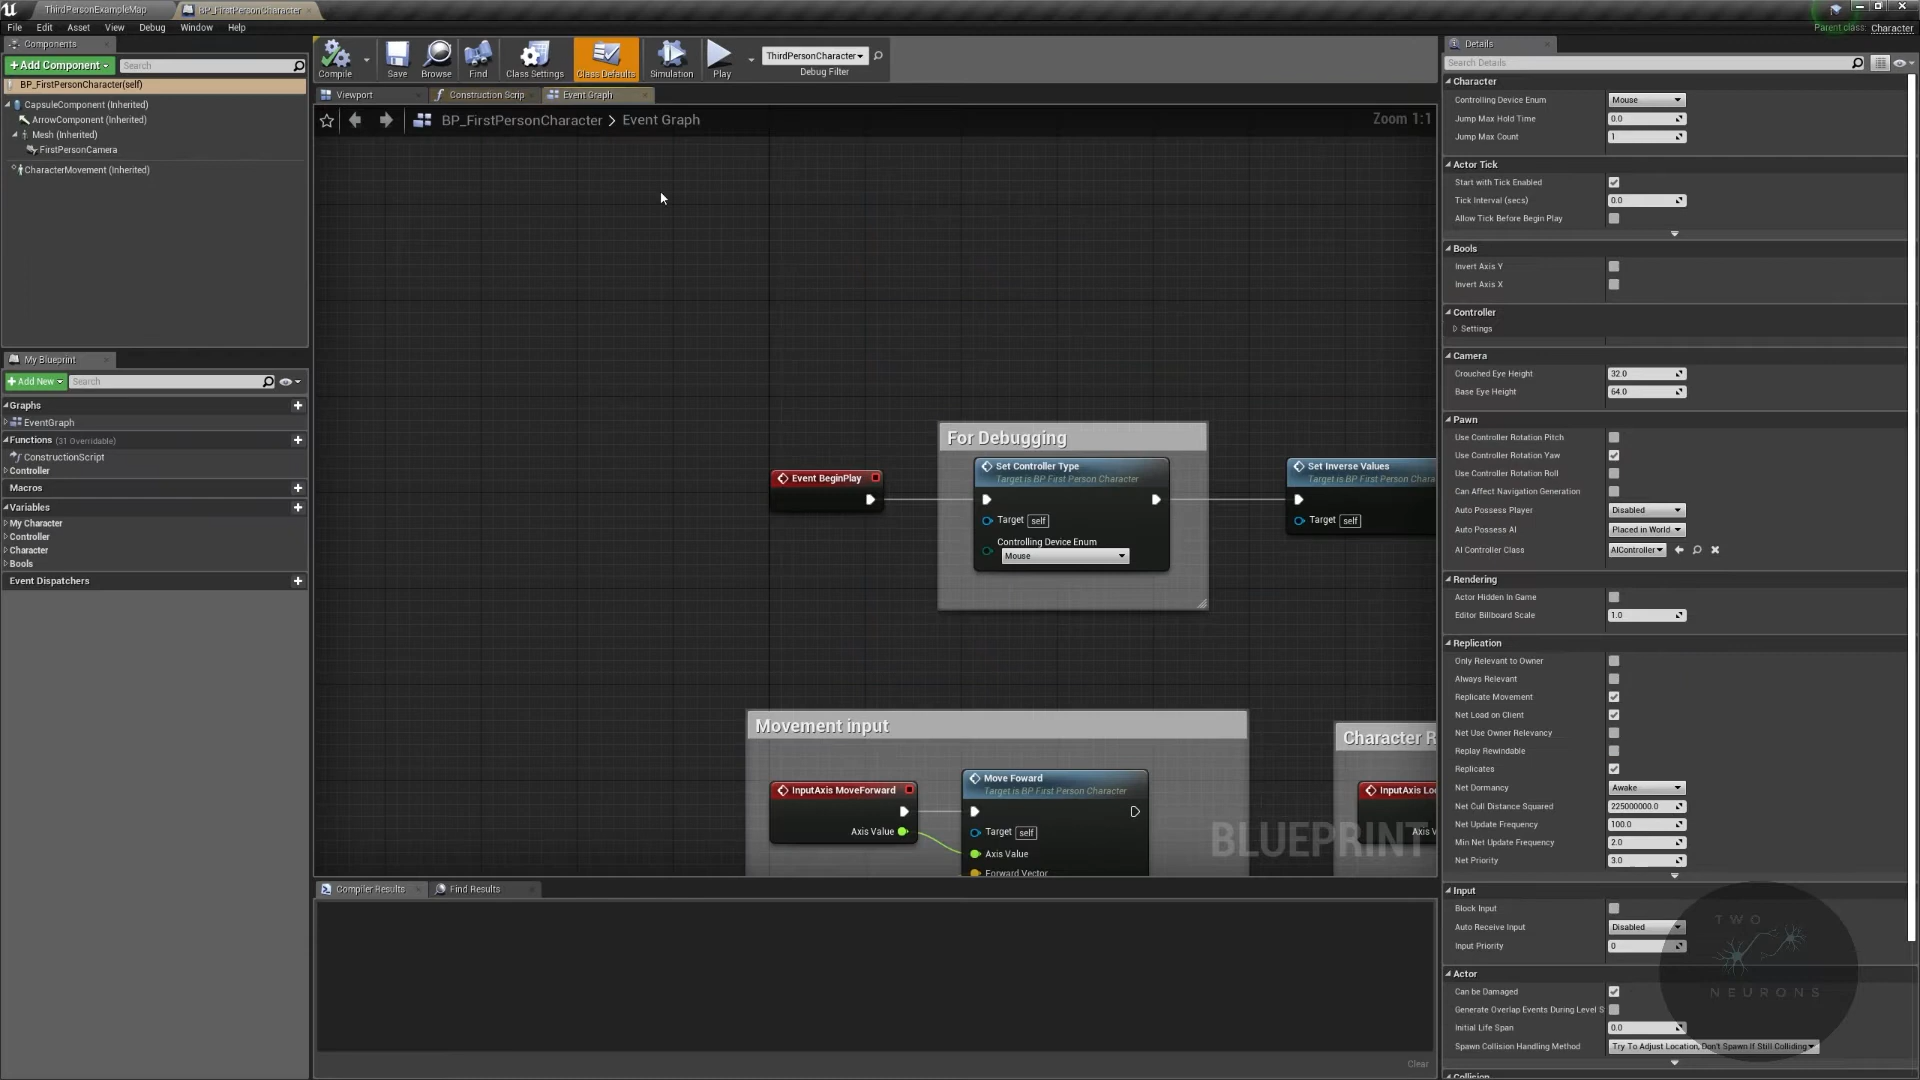 ThirdPersonExampleMap
BP_FirstPersonCharacter
File Edit Asset View Debug Window Help
Parent class: Character
Components
+Add Component
Search
BP_FirstPersonCharacter(self)
CapsuleComponent (Inherited)
ArrowComponent (Inherited)
Mesh (Inherited)
FirstPersonCamera
CharacterMovement (Inherited)
My Blueprint
+Add New
Search
Graphs
EventGraph
Functions (31 Overridable)
ConstructionScript
Controller
Macros
Variables
My Character
Controller
Character
Bools
Event Dispatchers
Compile
Save
Browse
Find
Class Settings
Class Defaults
Simulation
Play
ThirdPersonCharacter
Debug Filter
Viewport
Construction Scrip
Event Graph
BP_FirstPersonCharacter > Event Graph
Zoom 1:1
For Debugging
Event BeginPlay
Set Controller Type
Target is BP First Person Character
Target self
Controlling Device Enum
Mouse
Set Inverse Values
Target is BP First Person Chara
Target self
Movement input
InputAxis MoveForward
Axis Value
Move Foward
Target is BP First Person Character
Target self
Axis Value
Forward Vector
Character R
InputAxis Loo
Axis V
BLUEPRINT
Compiler Results
Find Results
Clear
Details
Search Details
Character
Controlling Device Enum Mouse
Jump Max Hold Time 0.0
Jump Max Count 1
Actor Tick
Start with Tick Enabled
Tick Interval (secs) 0.0
Allow Tick Before Begin Play
Bools
Invert Axis Y
Invert Axis X
Controller
Settings
Camera
Crouched Eye Height 32.0
Base Eye Height 64.0
Pawn
Use Controller Rotation Pitch
Use Controller Rotation Yaw
Use Controller Rotation Roll
Can Affect Navigation Generation
Auto Possess Player Disabled
Auto Possess AI Placed in World
AI Controller Class AIController
Rendering
Actor Hidden In Game
Editor Billboard Scale 1.0
Replication
Only Relevant to Owner
Always Relevant
Replicate Movement
Net Load on Client
Net Use Owner Relevancy
Replay Rewindable
Replicates
Net Dormancy Awake
Net Cull Distance Squared 225000000.0
Net Update Frequency 100.0
Min Net Update Frequency 2.0
Net Priority 3.0
Input
Block Input
Auto Receive Input Disabled
Input Priority 0
Actor
Can be Damaged
Generate Overlap Events During Level S
Initial Life Span 0.0
Spawn Collision Handling Method Try To Adjust Location, Don't Spawn If Still Colliding
Collision
TWO
NEURONS